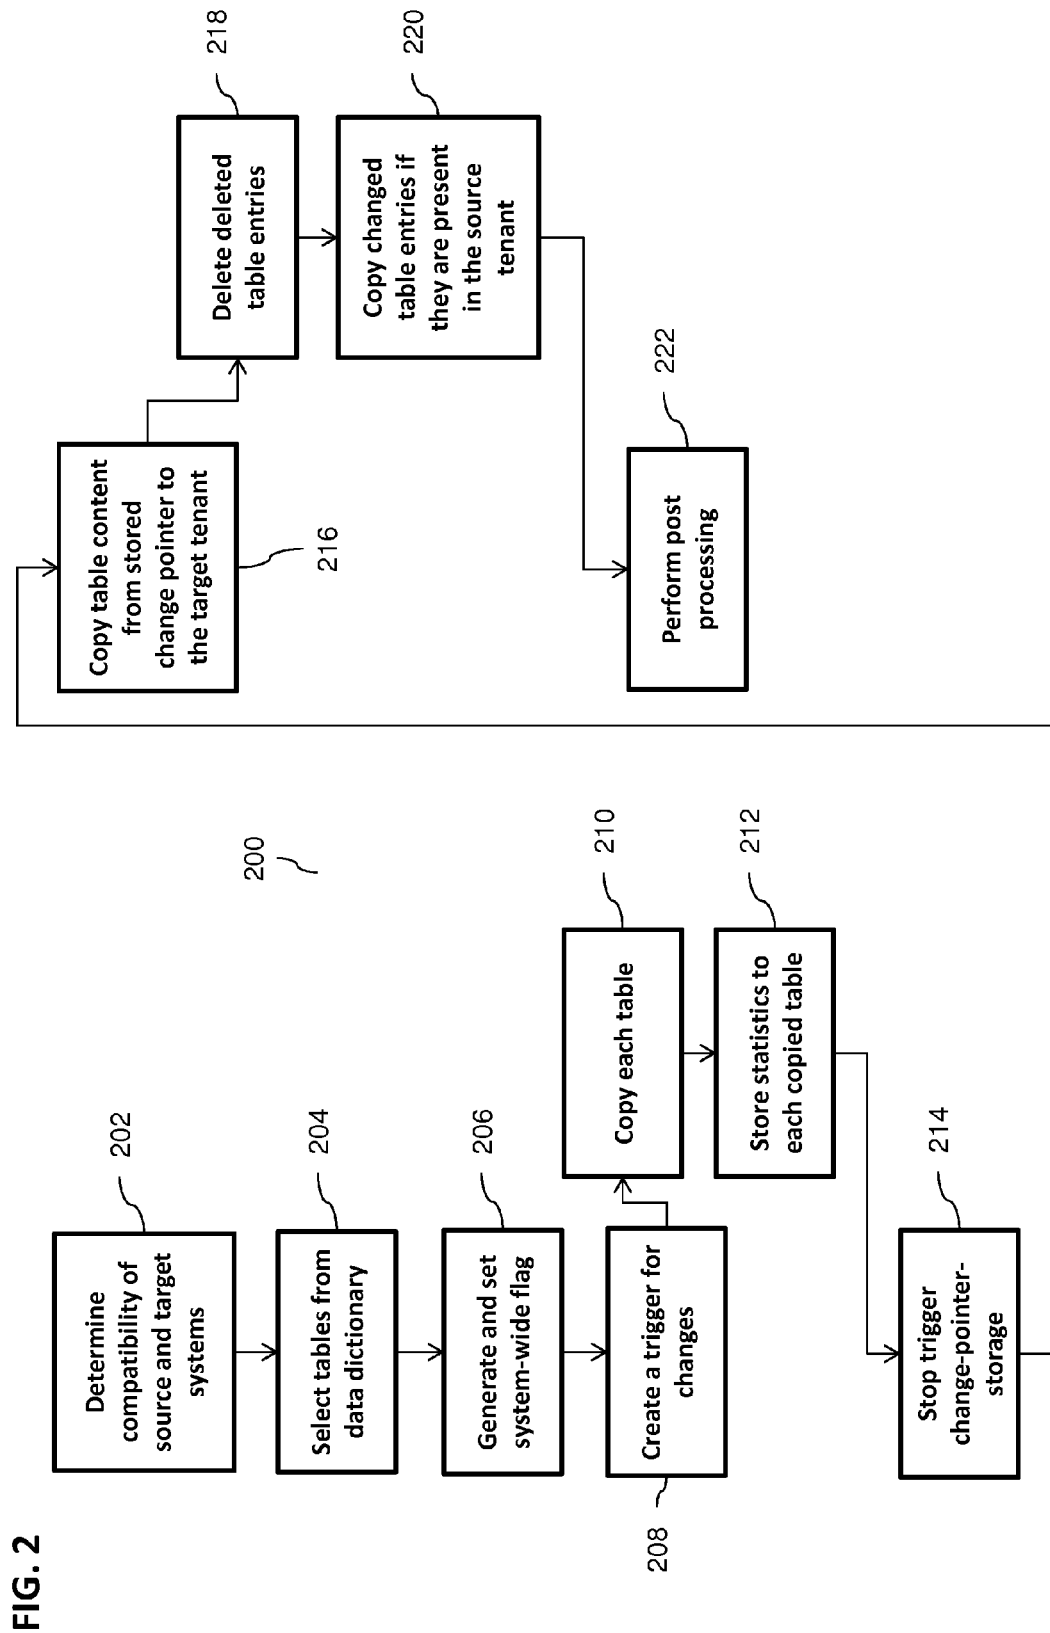 FIG. 2
200
Determine
compatibility of
source and target
systems
202
Select tables from
data dictionary
204
Generate and set
system-wide flag
206
Create a trigger for
changes
208
Copy each table
210
Store statistics to
each copied table
212
Stop trigger
change-pointer-
storage
214
Copy table content
from stored
change pointer to
the target tenant
216
Delete deleted
table entries
218
Copy changed
table entries if
they are present
in the source
tenant
220
Perform post
processing
222